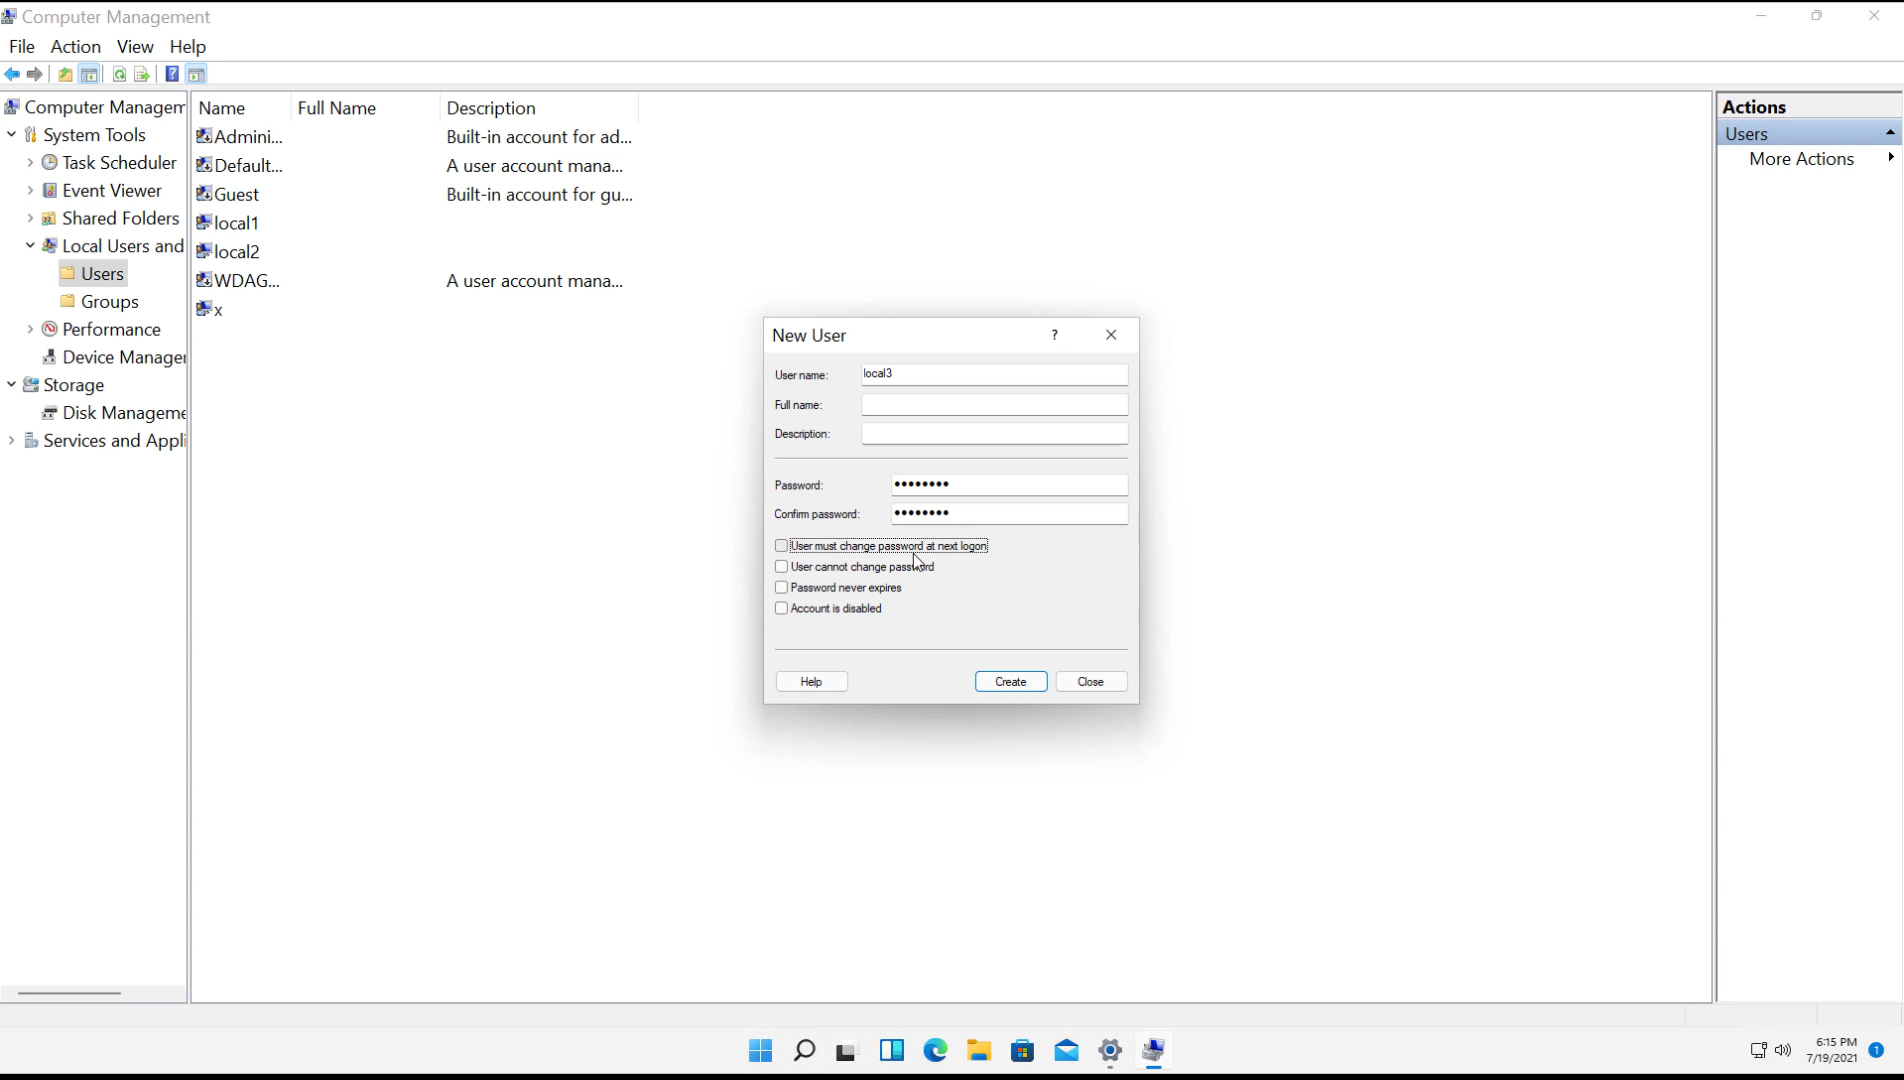 Computer Management
File Action View Help
Computer Managem
System Tools
Task Scheduler
Event Viewer
Shared Folders
Local Users and
Users
Groups
Performance
Device Manager
Storage
Disk Manageme
Services and Appli
Name Full Name Description
Admini... Built-in account for ad...
Default... A user account mana...
Guest Built-in account for gu...
local1
local2
WDAG... A user account mana...
x
New User ?
User name: local3
Full name:
Description:
Password: ••••••••
Confirm password: ••••••••
User must change password at next logon
User cannot change password
Password never expires
Account is disabled
Help Create Close
Actions
Users
More Actions
6:15 PM
7/19/2021
1